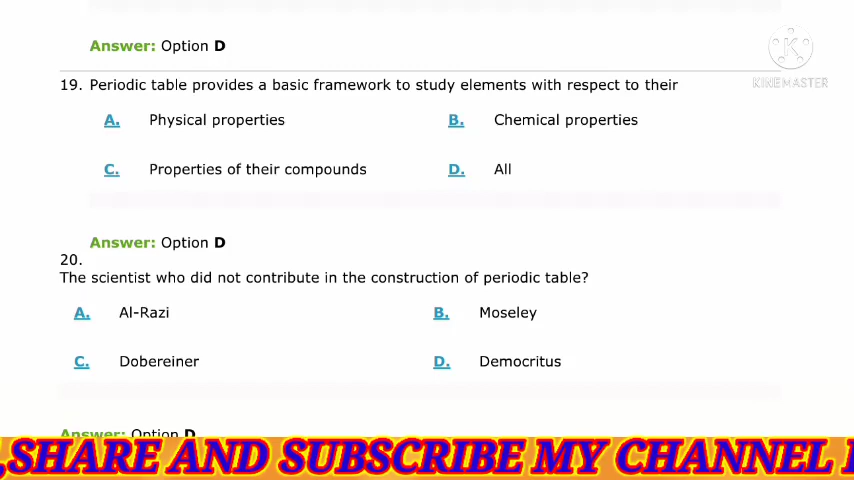 Answer: Option D
KINEMASTER
19. Periodic table provides a basic framework to study elements with respect to their
A. Physical properties B. Chemical properties
C. Properties of their compounds D. All
Answer: Option D
20.
The scientist who did not contribute in the construction of periodic table?
A. Al-Razi B. Moseley
C. Dobereiner D. Democritus
Answer: Option D
,SHARE AND SUBSCRIBE MY CHANNEL